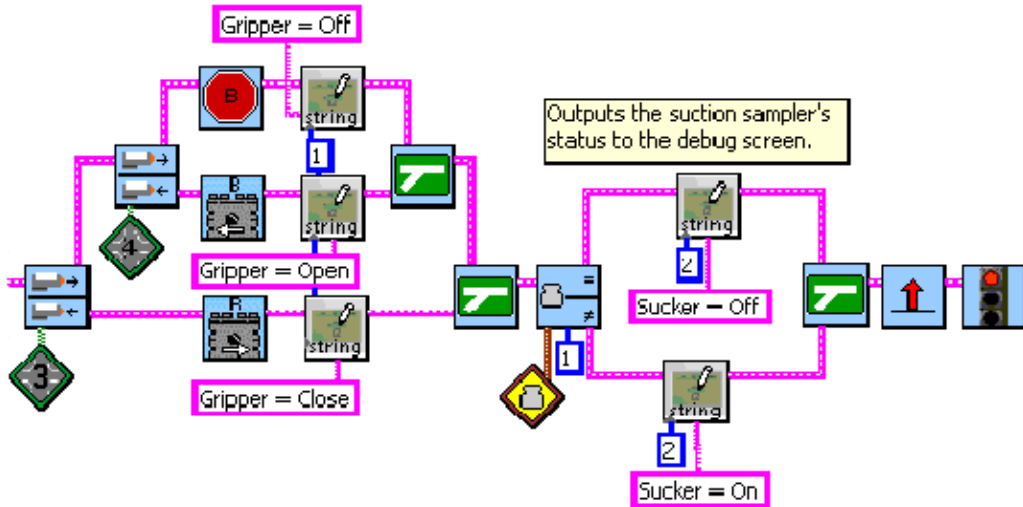 Gripper = Off
B
string
1
4
B
string
Gripper = Open
3
B
string
Gripper = Close
Outputs the suction sampler's
status to the debug screen.
=
≠
1
string
2
Sucker = Off
string
2
Sucker = On